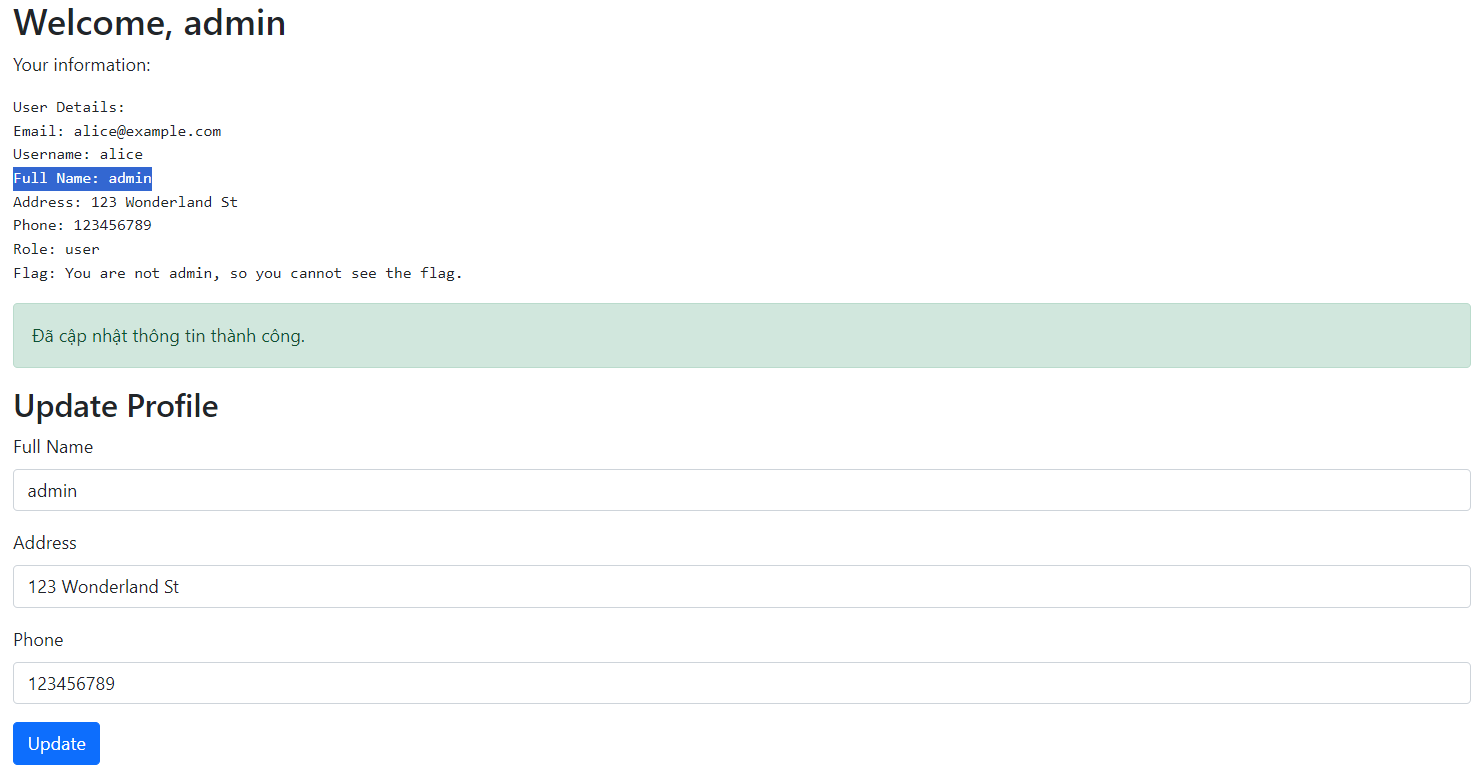 Welcome, admin
Your information:
User Details:
Email: alice@example.com
Username: alice
Full Name: admin
Address: 123 Wonderland St
Phone: 123456789
Role: user
Flag: You are not admin, so you cannot see the flag.
Đã cập nhật thông tin thành công.
Update Profile
Full Name
admin
Address
123 Wonderland St
Phone
123456789
Update